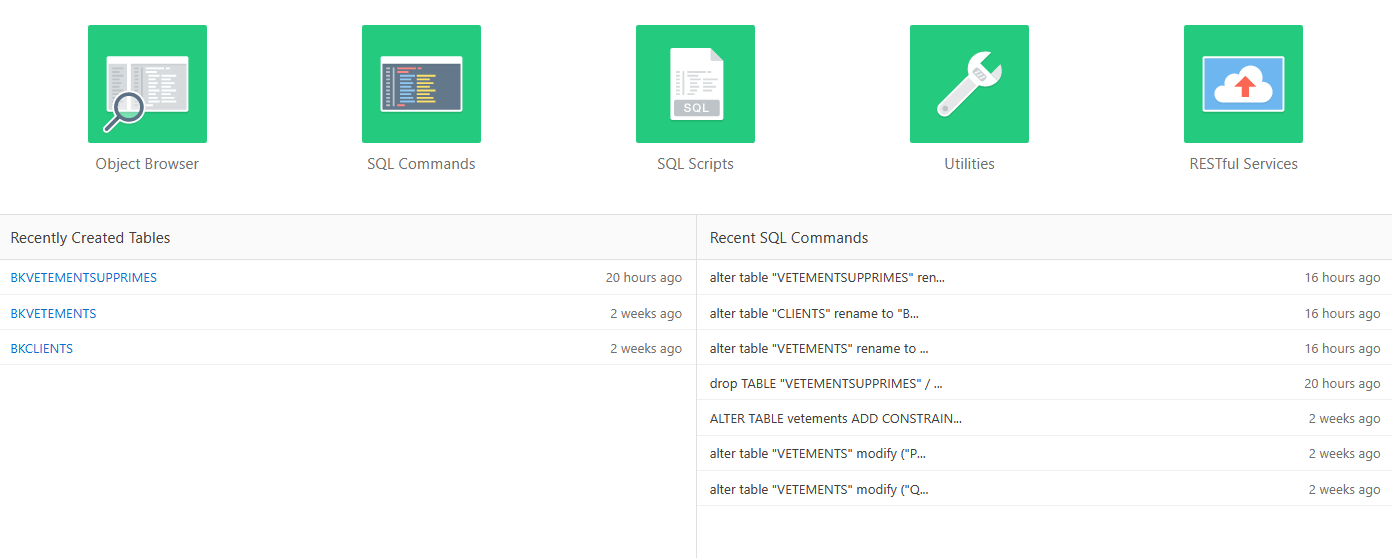 SQL
Object Browser
SQL Commands
SQL Scripts
Utilities
RESTful Services
Recently Created Tables
BKVETEMENTSUPPRIMES 20 hours ago
BKVETEMENTS 2 weeks ago
BKCLIENTS 2 weeks ago
Recent SQL Commands
alter table "VETEMENTSUPPRIMES" ren... 16 hours ago
alter table "CLIENTS" rename to "B... 16 hours ago
alter table "VETEMENTS" rename to ... 16 hours ago
drop TABLE "VETEMENTSUPPRIMES" / ... 20 hours ago
ALTER TABLE vetements ADD CONSTRAIN... 2 weeks ago
alter table "VETEMENTS" modify ("P... 2 weeks ago
alter table "VETEMENTS" modify ("Q... 2 weeks ago